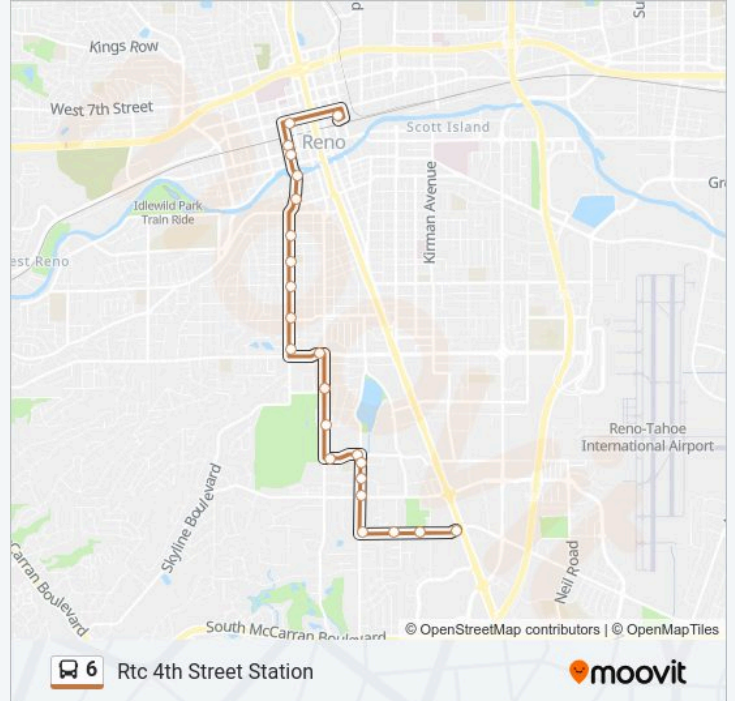 Su
p
Kings Row
West 7th Street
Scott Island
Reno
Kirman Avenue
Gr
Idlewild Park
Train Ride
est Reno
Reno-Tahoe
International Airport
Skyline Boulevard
Carran Boulevard
Neil Road
South McCarran Boulevard
© OpenStreetMap contributors | © OpenMapTiles
6 Rtc 4th Street Station
moovit